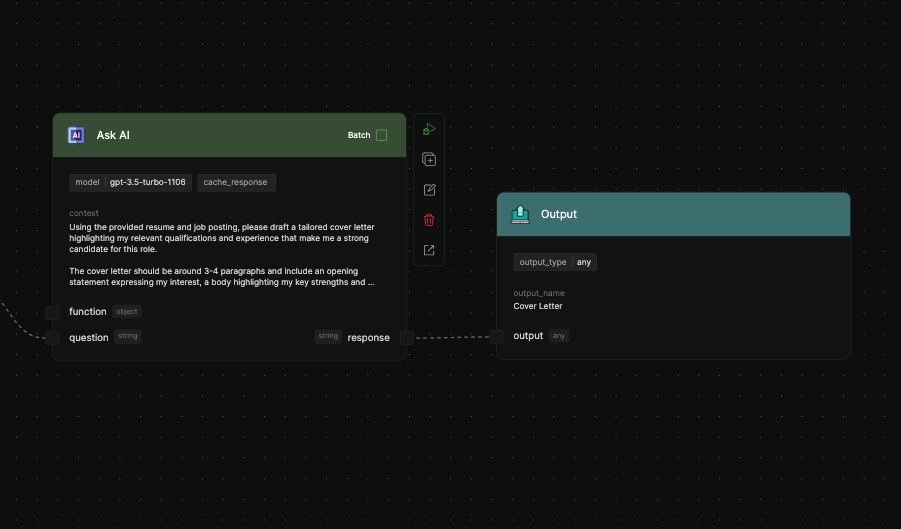 AI
Ask AI
Batch
model gpt-3.5-turbo-1106 cache_response
context
Using the provided resume and job posting, please draft a tailored cover letter
highlighting my relevant qualifications and experience that make me a strong
candidate for this role.
The cover letter should be around 3-4 paragraphs and include an opening
statement expressing my interest, a body highlighting my key strengths and ...
function object
question string
string response
Output
output_type any
output_name
Cover Letter
output any